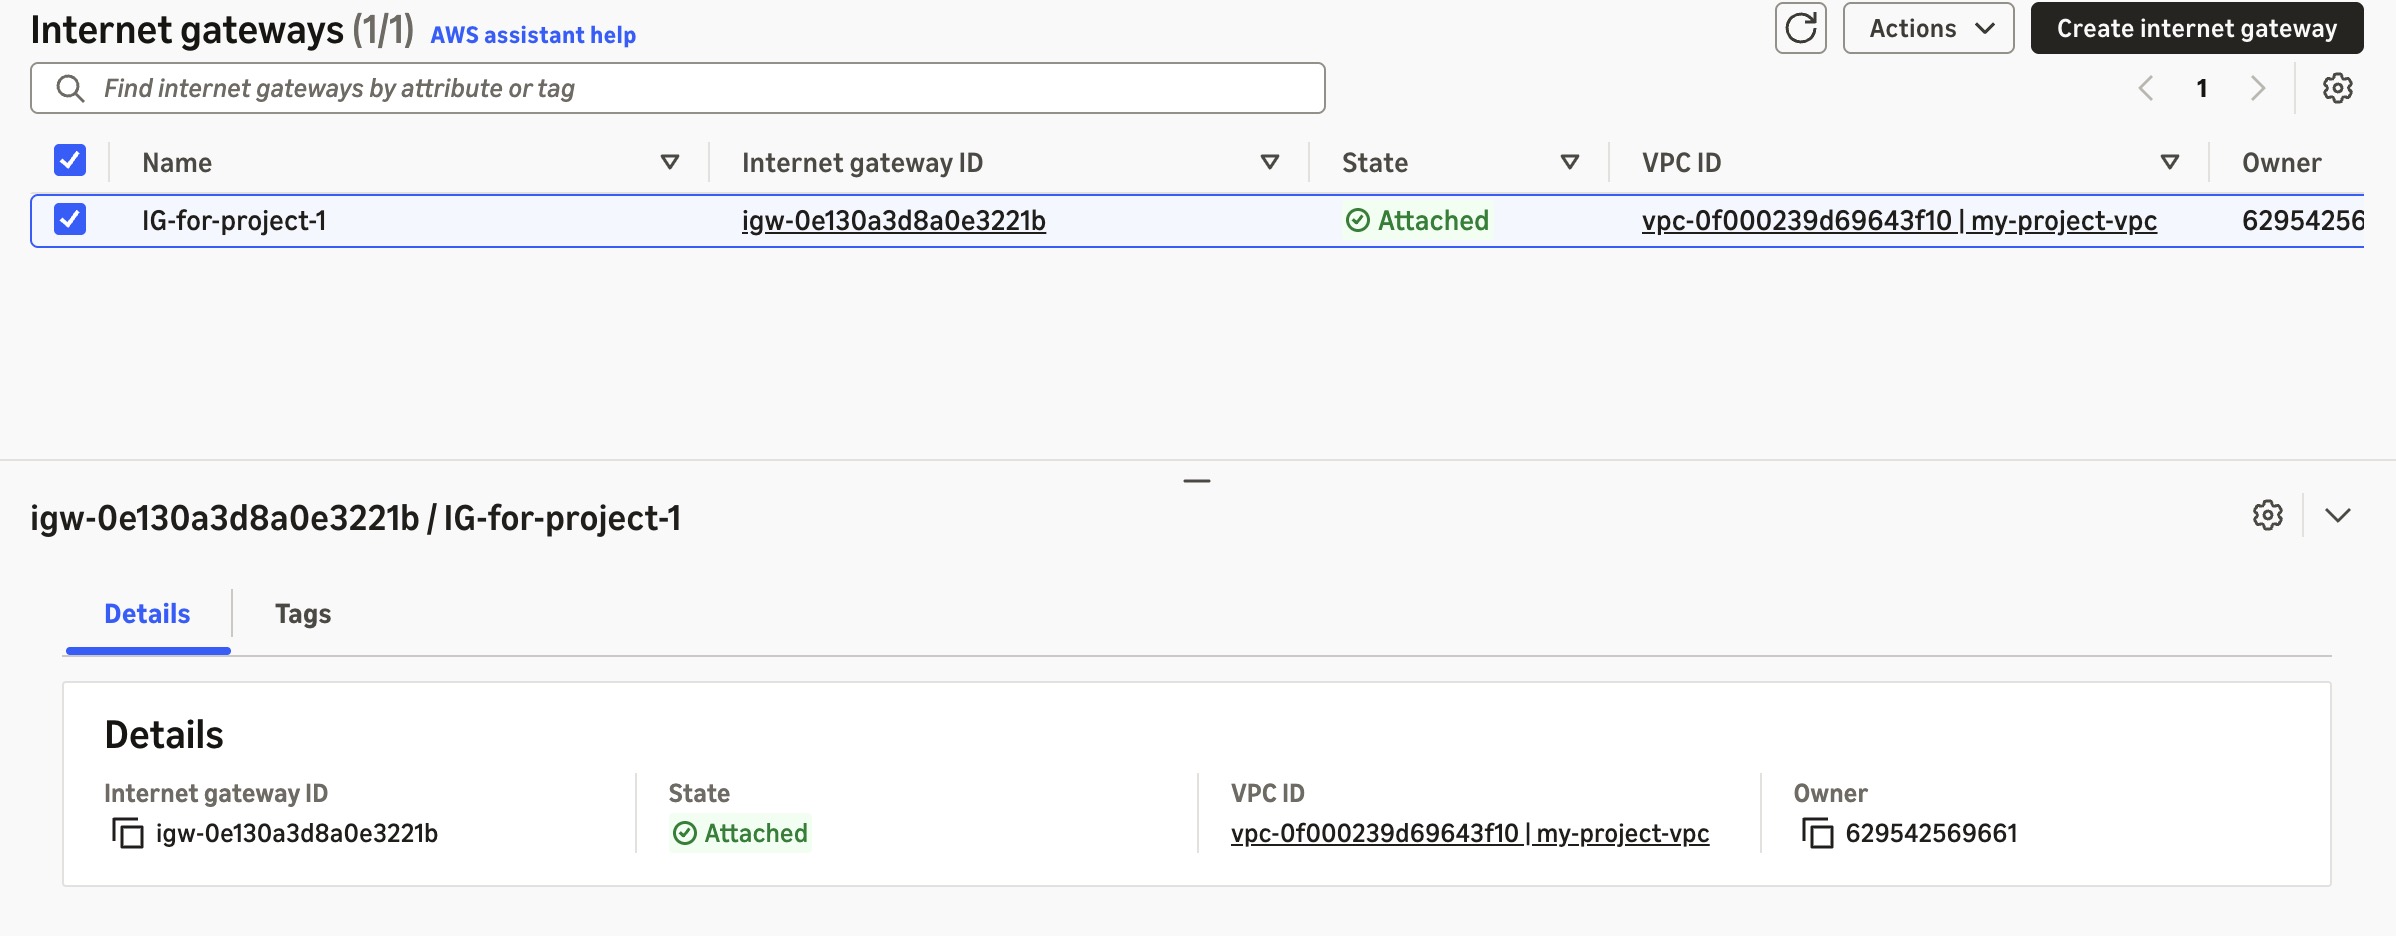 Internet gateways (1/1) AWS assistant help
Actions
Create internet gateway
Find internet gateways by attribute or tag
1
Name Internet gateway ID State VPC ID Owner
IG-for-project-1 igw-0e130a3d8a0e3221b Attached vpc-0f000239d69643f10 | my-project-vpc 62954256
igw-0e130a3d8a0e3221b / IG-for-project-1
Details Tags
Details
Internet gateway ID State VPC ID Owner
igw-0e130a3d8a0e3221b Attached vpc-0f000239d69643f10 | my-project-vpc 629542569661